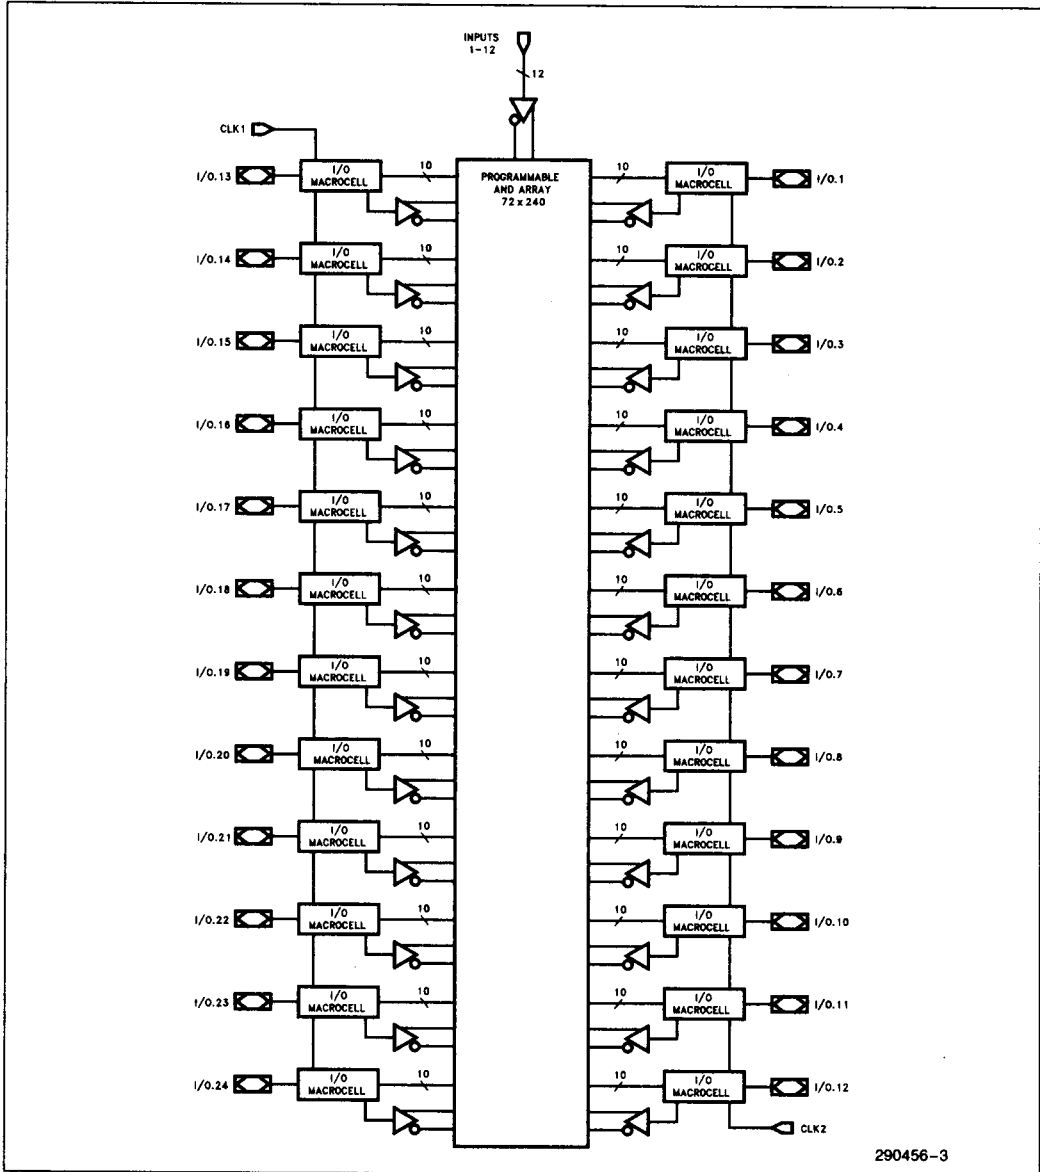 INPUTS
1-12
12
CLK1
I/O.13
I/O
MACROCELL
10
PROGRAMMABLE
AND ARRAY
72 x 240
10
I/O
MACROCELL
I/O.1
I/O.14
I/O
MACROCELL
10
10
I/O
MACROCELL
I/O.2
I/O.15
I/O
MACROCELL
10
10
I/O
MACROCELL
I/O.3
I/O.16
I/O
MACROCELL
10
10
I/O
MACROCELL
I/O.4
I/O.17
I/O
MACROCELL
10
10
I/O
MACROCELL
I/O.5
I/O.18
I/O
MACROCELL
10
10
I/O
MACROCELL
I/O.6
I/O.19
I/O
MACROCELL
10
10
I/O
MACROCELL
I/O.7
I/O.20
I/O
MACROCELL
10
10
I/O
MACROCELL
I/O.8
I/O.21
I/O
MACROCELL
10
10
I/O
MACROCELL
I/O.9
I/O.22
I/O
MACROCELL
10
10
I/O
MACROCELL
I/O.10
I/O.23
I/O
MACROCELL
10
10
I/O
MACROCELL
I/O.11
I/O.24
I/O
MACROCELL
10
10
I/O
MACROCELL
I/O.12
CLK2
290456-3